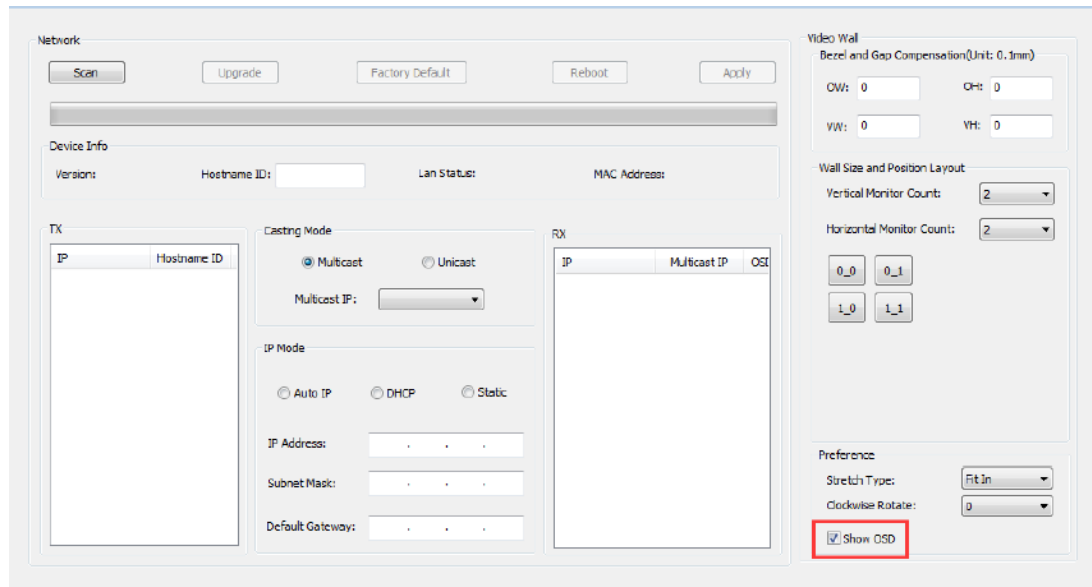 Network
Scan Upgrade Factory Default Reboot Apply
Device Info
Version: Hostname ID: Lan Status: MAC Address:
TX
IP Hostname ID
Casting Mode
Multicast Unicast
Multicast IP:
IP Mode
Auto IP DHCP Static
IP Address: . . .
Subnet Mask: . . .
Default Gateway: . . .
RX
IP Multicast IP OSI
Video Wall
Bezel and Gap Compensation(Unit: 0.1mm)
OW: 0 OH: 0
VW: 0 VH: 0
Wall Size and Position Layout
Vertical Monitor Count: 2
Horizontal Monitor Count: 2
0_0 0_1
1_0 1_1
Preference
Stretch Type: Fit In
Clockwise Rotate: 0
Show OSD